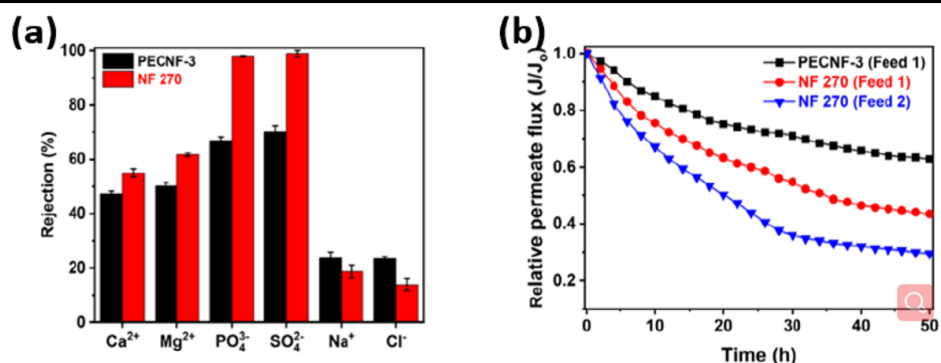 (a)
PECNF-3
NF 270
Rejection (%)
100
80
60
40
20
0
Ca²⁺ Mg²⁺ PO₄³⁻ SO₄²⁻ Na⁺ Cl⁻
(b)
PECNF-3 (Feed 1)
NF 270 (Feed 1)
NF 270 (Feed 2)
Relative permeate flux (J/Jₒ)
1.0
0.8
0.6
0.4
0.2
0 10 20 30 40 50
Time (h)